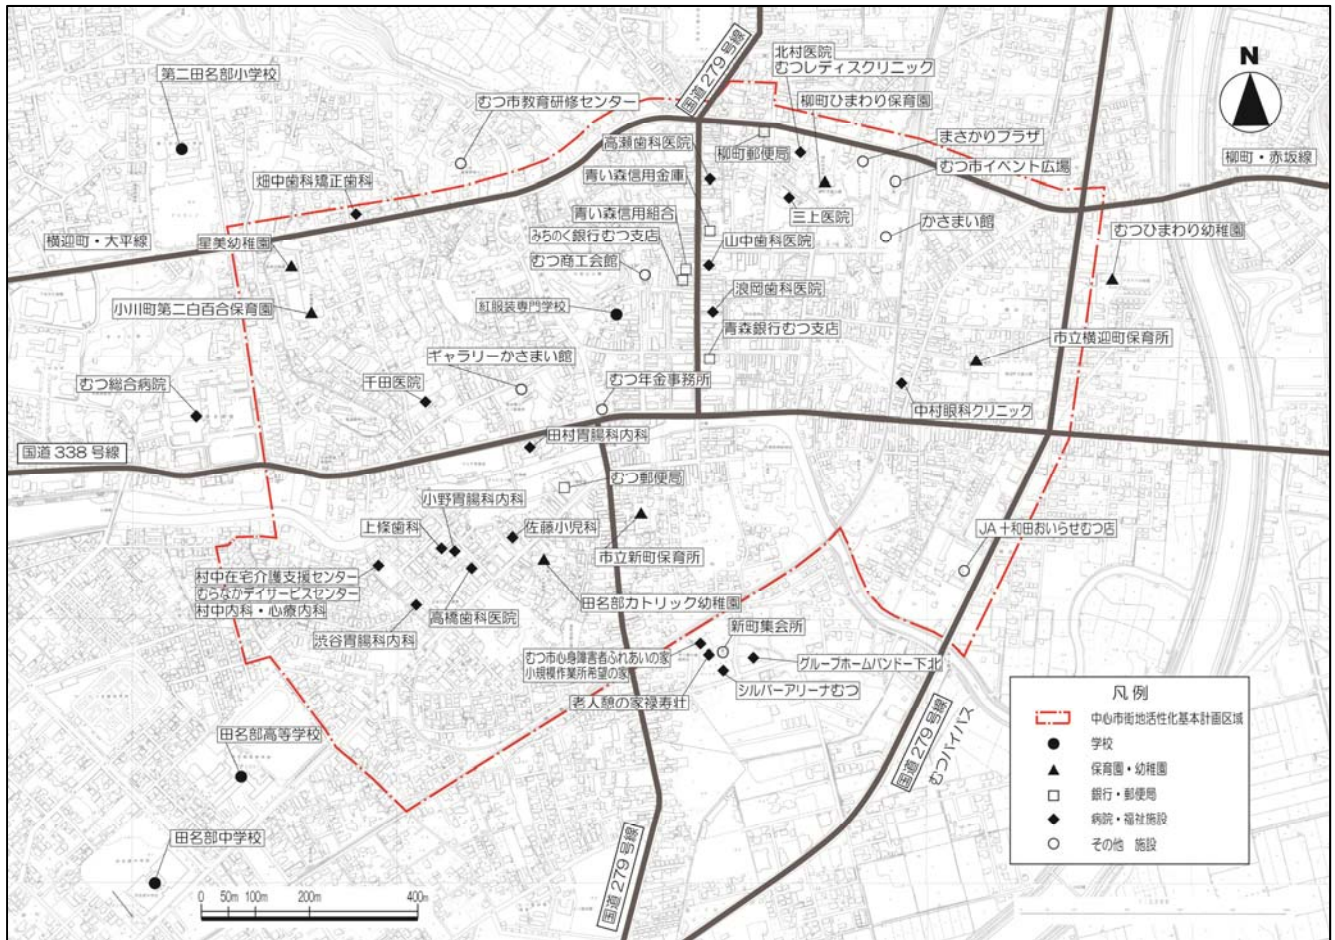 国道279号線
北村医院
むつレディスクリニック
N
第二田名部小学校
むつ市教育研修センター
柳町ひまわり保育園
高瀬歯科医院
柳町郵便局
まさかりプラザ
柳町・赤坂線
むつ市イベント広場
畑中歯科矯正歯科
青い森信用金庫
三上医院
青い森信用組合
かさまい館
横迎町・大平線
星美幼稚園
みちのく銀行むつ支店
山中歯科医院
むつひまわり幼稚園
むつ商工会館
浪岡歯科医院
小川町第二白百合保育園
紅服装専門学校
青森銀行むつ支店
市立横迎町保育所
ギャラリーかさまい館
むつ総合病院
千田医院
むつ年金事務所
中村眼科クリニック
田村胃腸科内科
国道338号線
むつ郵便局
小野胃腸科内科
上條歯科
佐藤小児科
JA十和田おいらせむつ店
市立新町保育所
村中在宅介護支援センター
むらなかデイサービスセンター
村中内科・心療内科
田名部カトリック幼稚園
高橋歯科医院
渋谷胃腸科内科
新町集会所
むつ市心身障害者ふれあいの家
小規模作業所希望の家
グループホームバンドー下北
シルバーアリーナむつ
老人憩の家禄寿荘
国道279号線
むつバイパス
凡例
中心市街地活性化基本計画区域
学校
保育園・幼稚園
銀行・郵便局
病院・福祉施設
その他 施設
田名部高等学校
田名部中学校
国道279号線
0 50m 100m 200m 400m